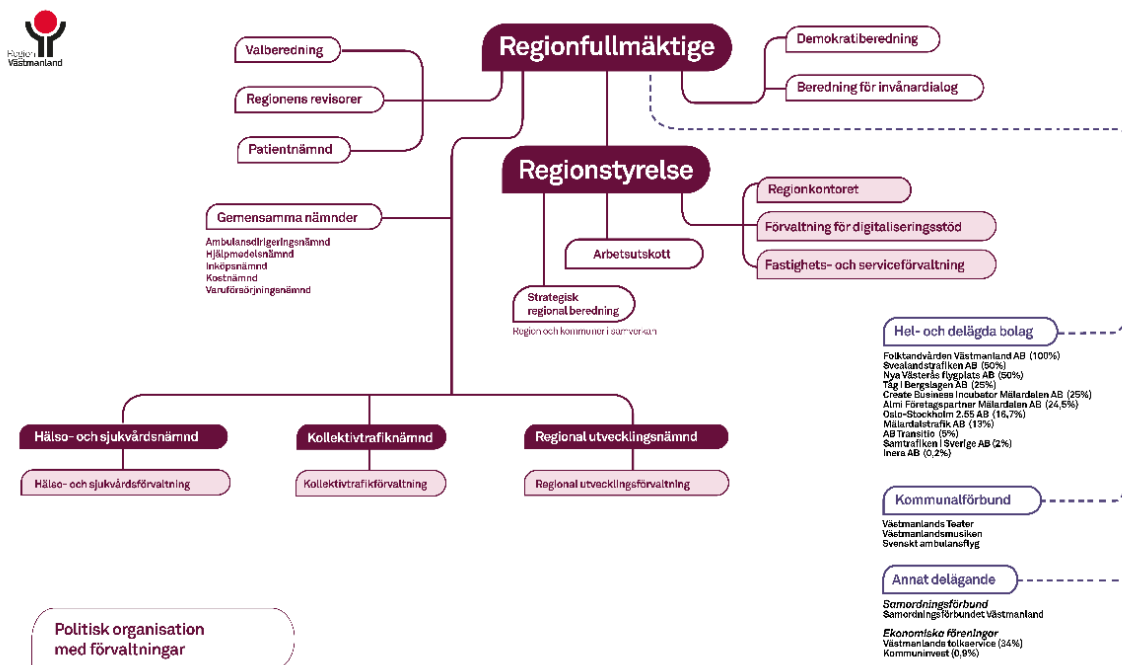 Region
Västmanland
Regionfullmäktige
Valberedning
Regionens revisorer
Patientnämnd
Demokratiberedning
Beredning för invånardialog
Regionstyrelse
Regionkontoret
Förvaltning för digitaliseringsstöd
Fastighets- och serviceförvaltning
Arbetsutskott
Strategisk
regional beredning
Region och kommuner i samverkan
Gemensamma nämnder
Ambulansdirigeringsnämnd
Hjälpmedelsnämnd
Inköpsnämnd
Kostnämnd
Varuförsörjningsnämnd
Hälso- och sjukvårdsnämnd
Hälso- och sjukvårdsförvaltning
Kollektivtrafiknämnd
Kollektivtrafikförvaltning
Regional utvecklingsnämnd
Regional utvecklingsförvaltning
Hel- och delägda bolag
Folktandvården Västmanland AB (100%)
Svealandstrafiken AB (50%)
Nya Västerås flygplats AB (50%)
Tåg i Bergslagen AB (25%)
Create Business Incubator Mälardalen AB (25%)
Almi Företagspartner Mälardalen AB (24,5%)
Oslo-Stockholm 2.55 AB (16,7%)
Mälardalstrafik AB (13%)
AB Transitio (5%)
Samtrafiken i Sverige AB (2%)
Inera AB (0,2%)
Kommunalförbund
Västmanlands Teater
Västmanlandsmusiken
Svenskt ambulansflyg
Annat delägande
Samordningsförbund
Samordningsförbundet Västmanland
Ekonomiska föreningar
Västmanlands tolkservice (34%)
Kommuninvest (0,9%)
Politisk organisation
med förvaltningar